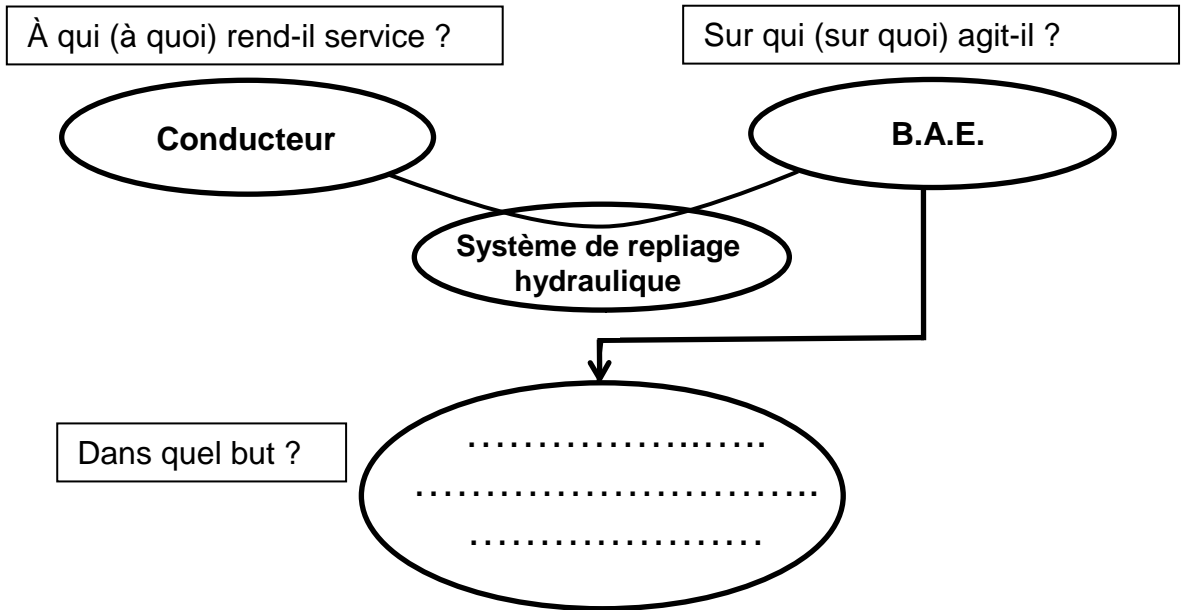 À qui (à quoi) rend-il service ?
Sur qui (sur quoi) agit-il ?
Conducteur
B.A.E.
Système de repliage
hydraulique
Dans quel but ?
…………………..…..
………………………………..
…………………